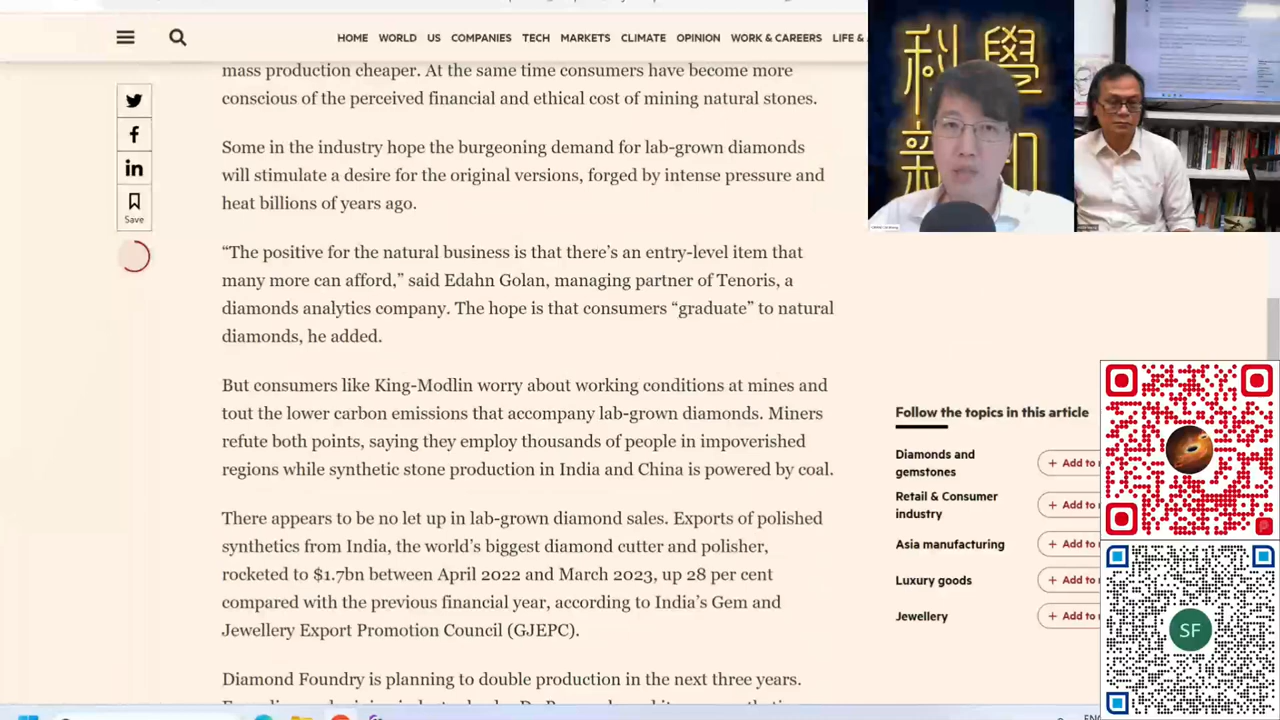 HOME WORLD US COMPANIES TECH MARKETS CLIMATE OPINION WORK & CAREERS LIFE &
mass production cheaper. At the same time consumers have become more
conscious of the perceived financial and ethical cost of mining natural stones.
Some in the industry hope the burgeoning demand for lab-grown diamonds
will stimulate a desire for the original versions, forged by intense pressure and
heat billions of years ago.
“The positive for the natural business is that there’s an entry-level item that
many more can afford,” said Edahn Golan, managing partner of Tenoris, a
diamonds analytics company. The hope is that consumers “graduate” to natural
diamonds, he added.
But consumers like King-Modlin worry about working conditions at mines and
tout the lower carbon emissions that accompany lab-grown diamonds. Miners
refute both points, saying they employ thousands of people in impoverished
regions while synthetic stone production in India and China is powered by coal.
There appears to be no let up in lab-grown diamond sales. Exports of polished
synthetics from India, the world’s biggest diamond cutter and polisher,
rocketed to $1.7bn between April 2022 and March 2023, up 28 per cent
compared with the previous financial year, according to India’s Gem and
Jewellery Export Promotion Council (GJEPC).
Diamond Foundry is planning to double production in the next three years.
Save
科學
新
Follow the topics in this article
Diamonds and
gemstones
+ Add to
Retail & Consumer
industry
+ Add to
Asia manufacturing
+ Add to
Luxury goods
+ Add to
Jewellery
+ Add to
SF